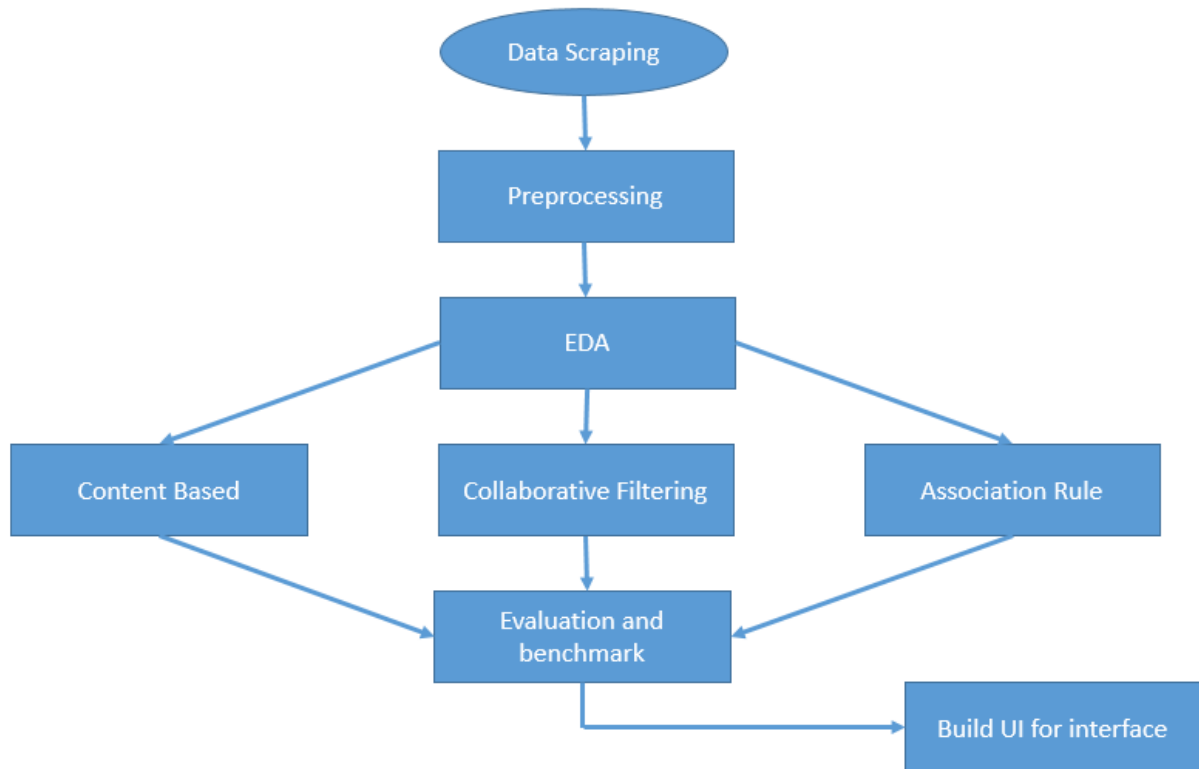 Data Scraping
Preprocessing
EDA
Content Based
Collaborative Filtering
Association Rule
Evaluation and
benchmark
Build UI for interface